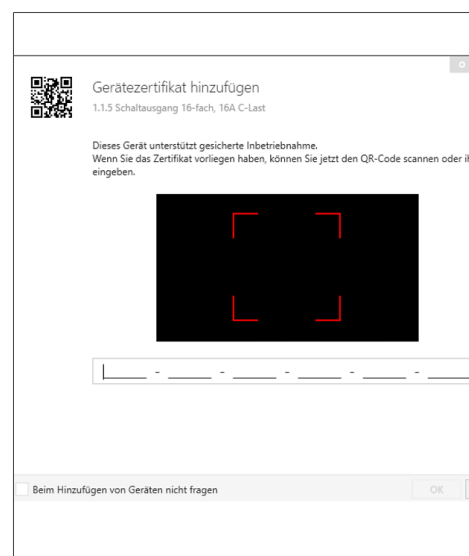 Gerätezertifikat hinzufügen
1.1.5 Schaltausgang 16-fach, 16A C-Last
Dieses Gerät unterstützt gesicherte Inbetriebnahme.
Wenn Sie das Zertifikat vorliegen haben, können Sie jetzt den QR-Code scannen oder
eingeben.
Beim Hinzufügen von Geräten nicht fragen
OK